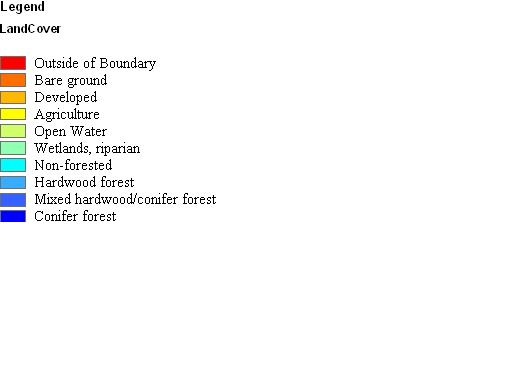 Legend
LandCover
Outside of Boundary
Bare ground
Developed
Agriculture
Open Water
Wetlands, riparian
Non-forested
Hardwood forest
Mixed hardwood/conifer forest
Conifer forest